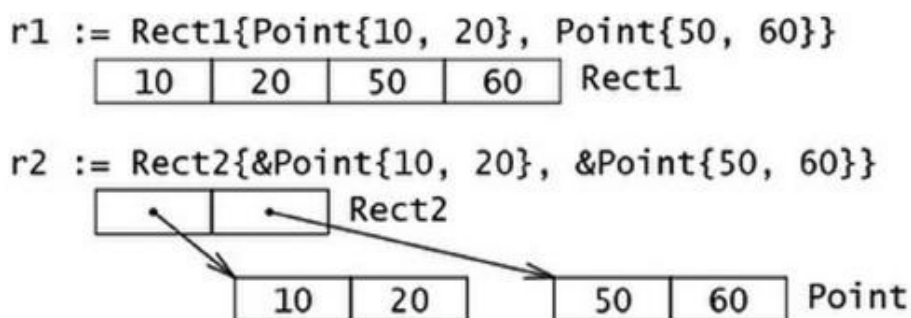 r1 := Rect1{Point{10, 20}, Point{50, 60}}
10 20 50 60 Rect1
r2 := Rect2{&Point{10, 20}, &Point{50, 60}}
Rect2
10 20 50 60 Point